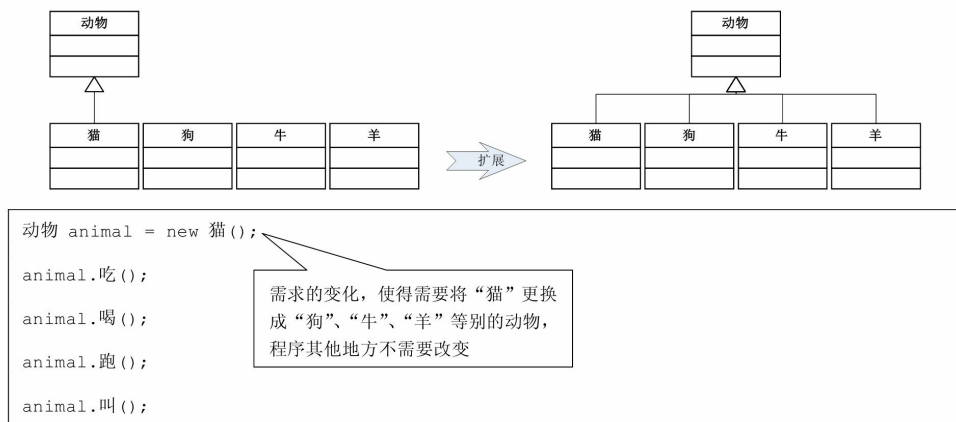 动物
动物
猫
狗
牛
羊
扩展
猫
狗
牛
羊
动物 animal = new 猫();
animal.吃();
animal.喝();
animal.跑();
animal.叫();
需求的变化，使得需要将“猫”更换
成“狗”、“牛”、“羊”等别的动物，
程序其他地方不需要改变